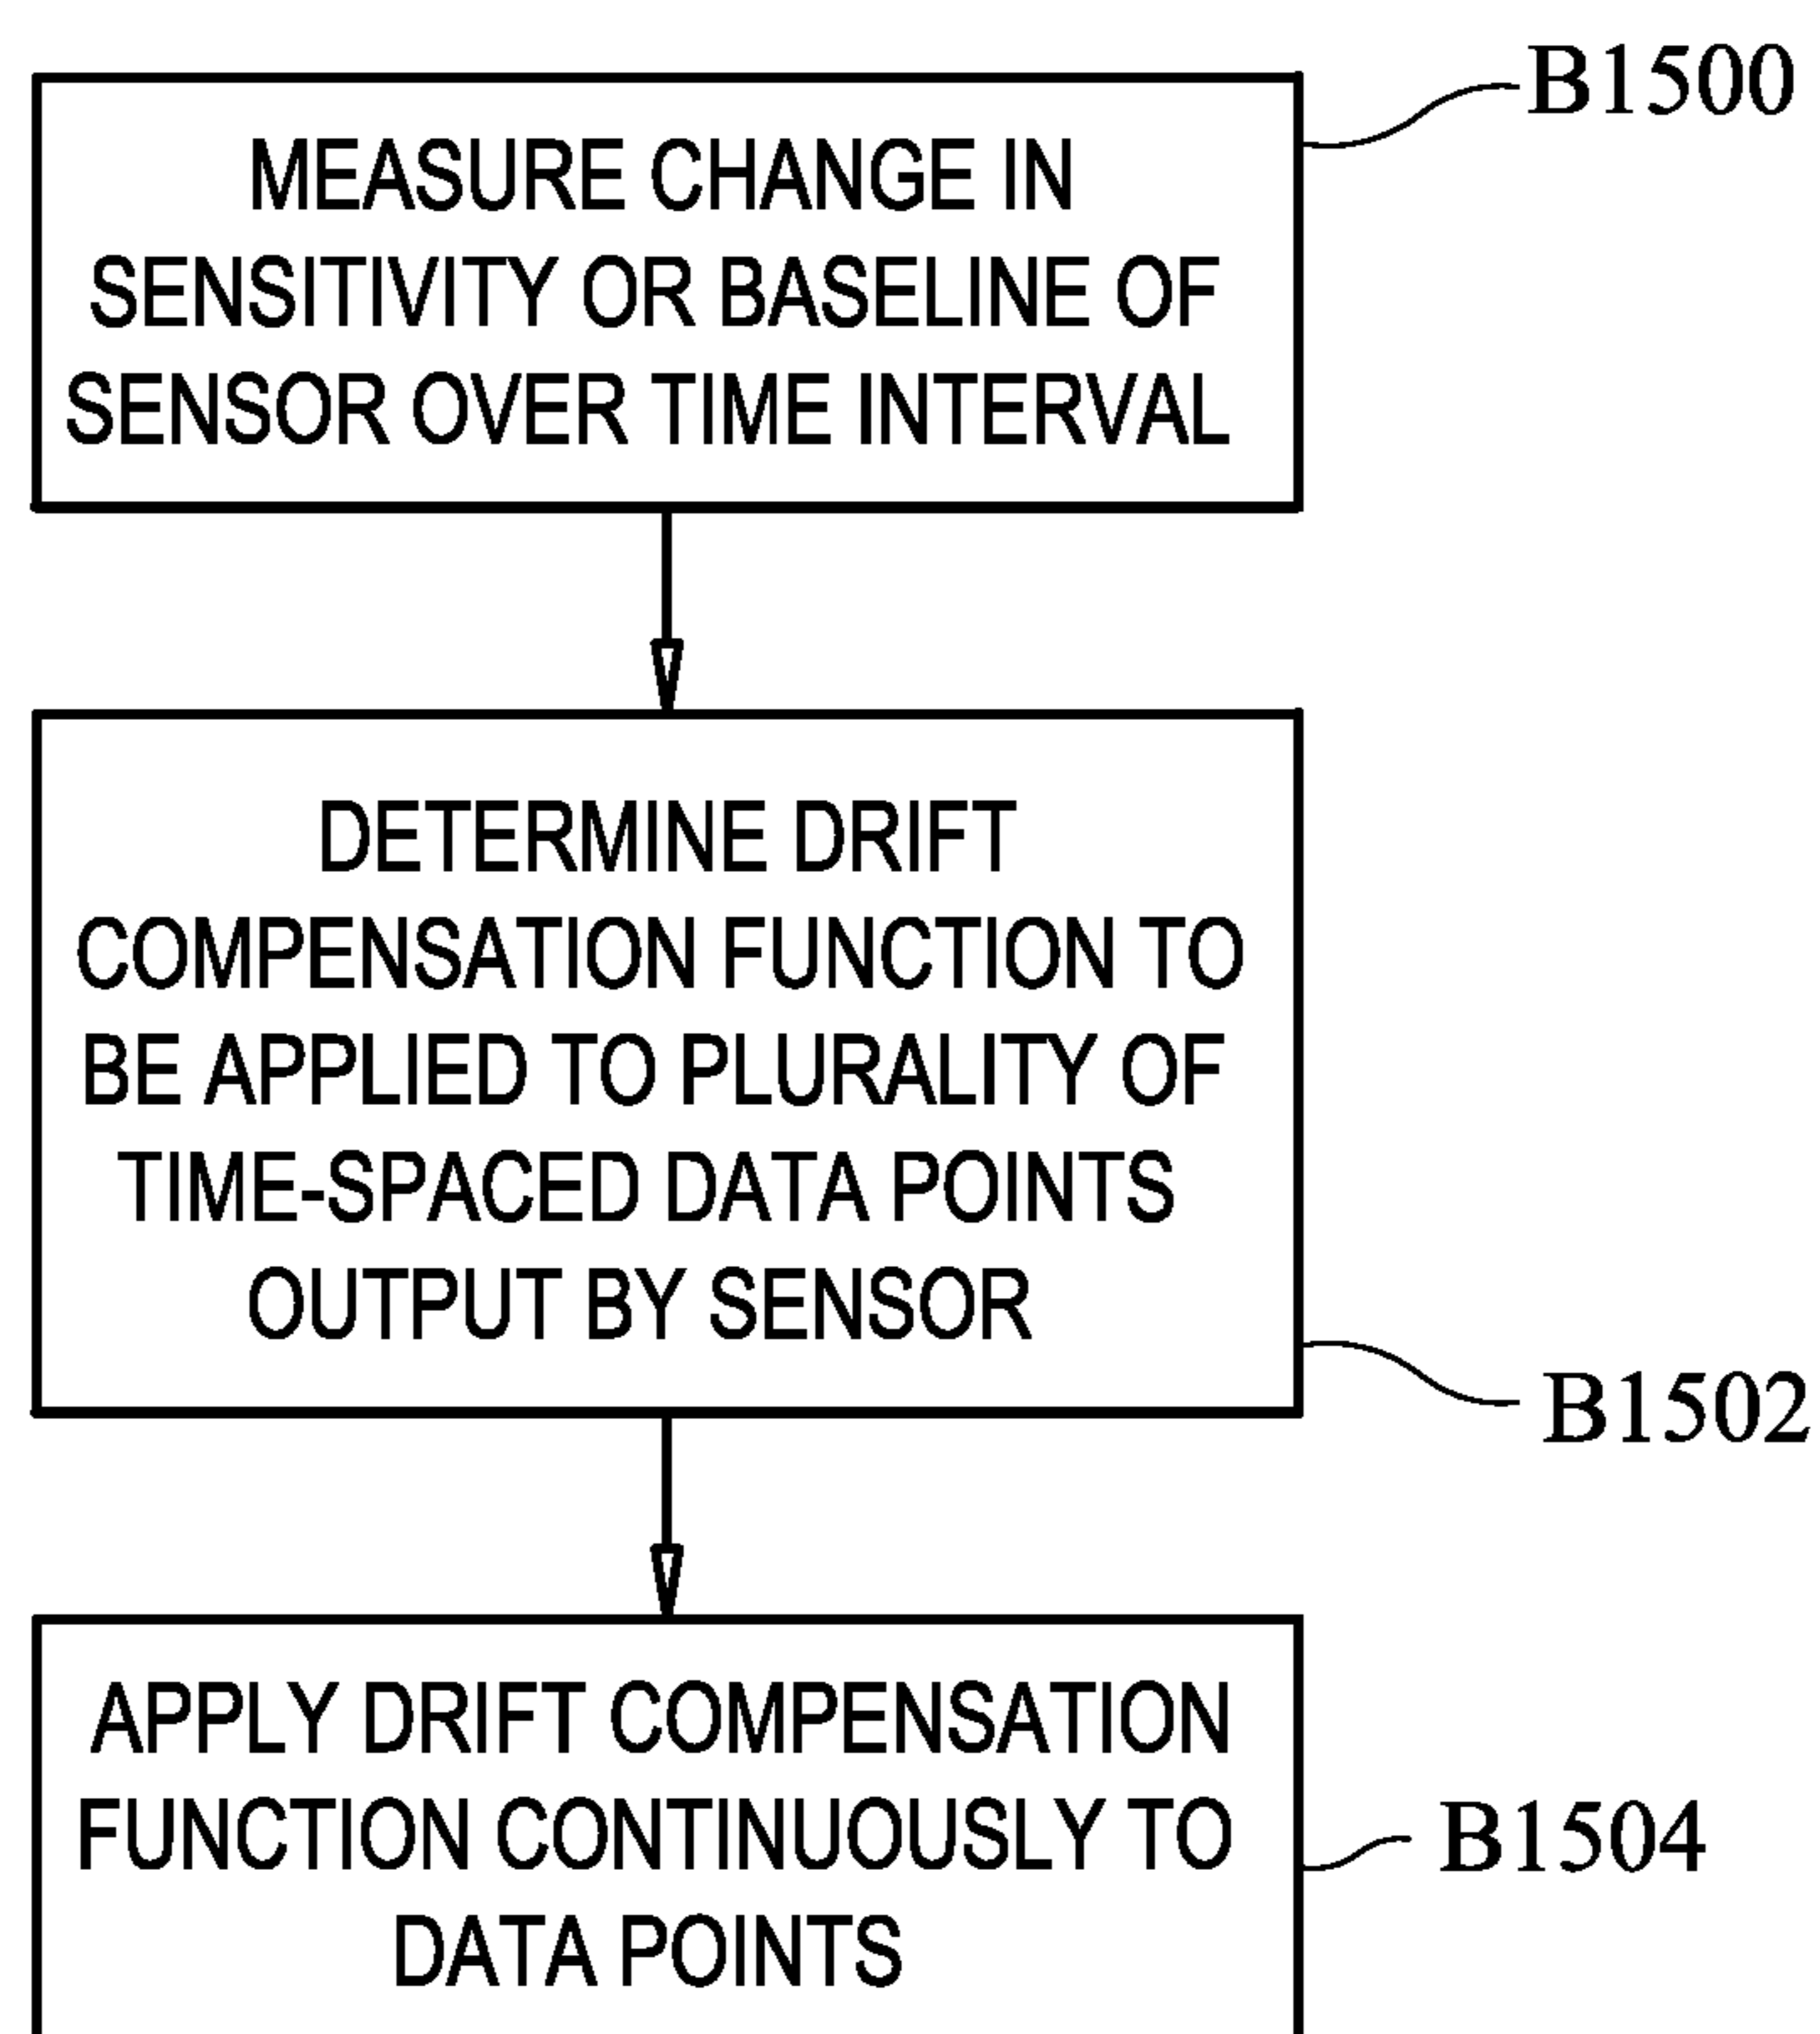 B1500
MEASURE CHANGE IN
SENSITIVITY OR BASELINE OF
SENSOR OVER TIME INTERVAL
DETERMINE DRIFT
COMPENSATION FUNCTION TO
BE APPLIED TO PLURALITY OF
TIME-SPACED DATA POINTS
OUTPUT BY SENSOR
B1502
APPLY DRIFT COMPENSATION
FUNCTION CONTINUOUSLY TO
DATA POINTS
B1504